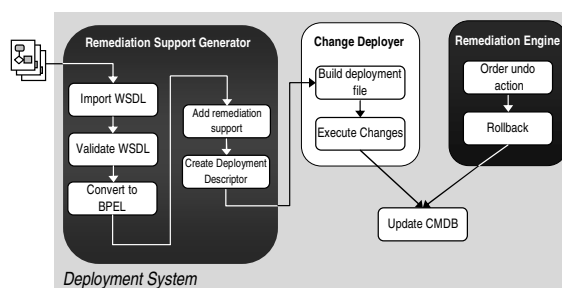 Remediation Support Generator
Import WSDL
Validate WSDL
Convert to
BPEL
Add remediation
support
Create Deployment
Descriptor
Change Deployer
Build deployment
file
Execute Changes
Remediation Engine
Order undo
action
Rollback
Update CMDB
Deployment System